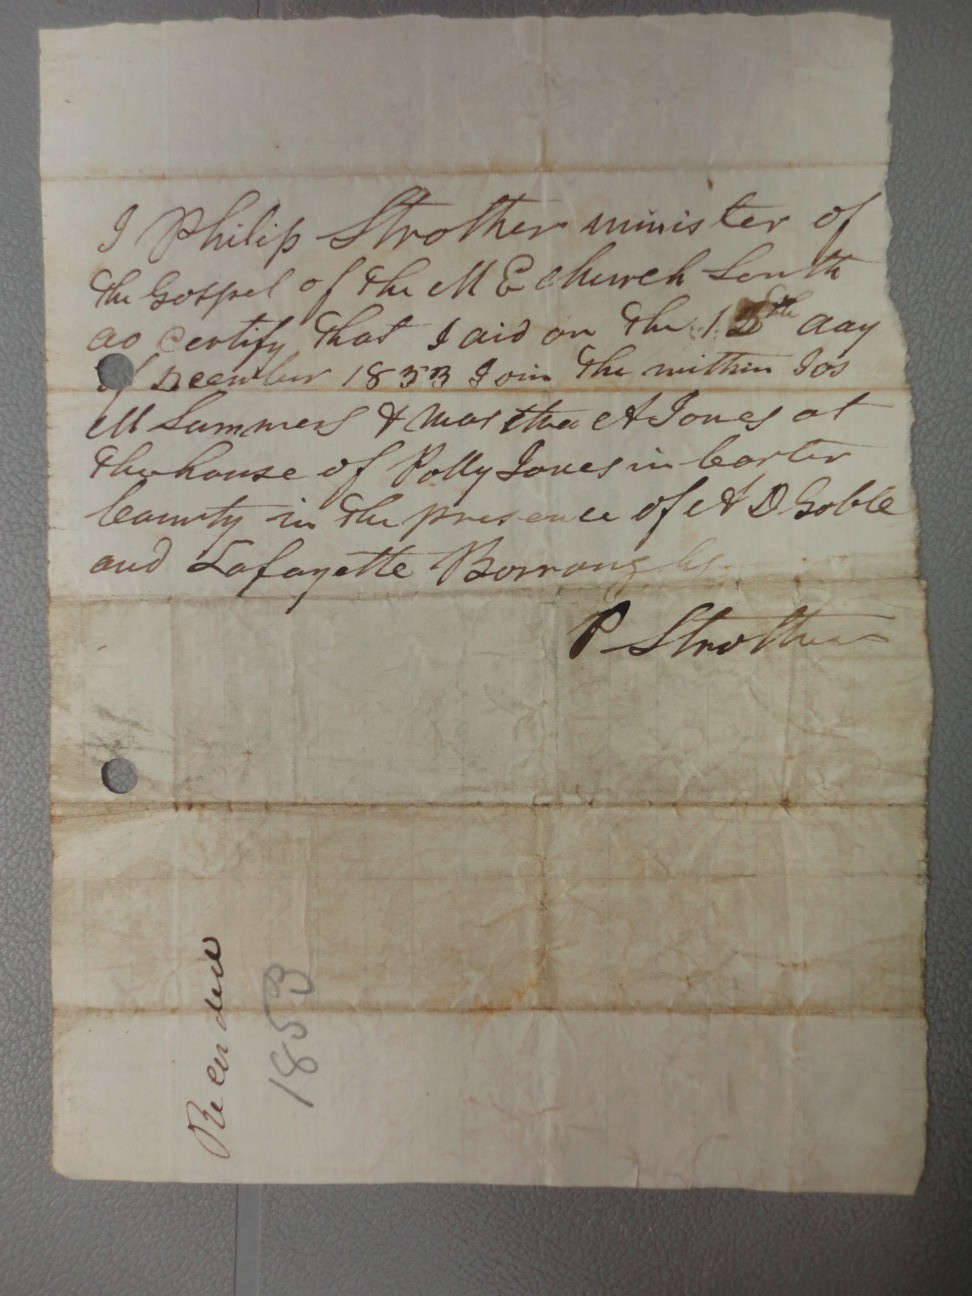 I Philip Strother minister of
the Gospel of the M E church South
do certify that I did on the day
of December 1853 Join the within Jos
M Summers & Martha A Jones at
the house of Polly Jones in Carter
County in the presence of A D Goble
and Lafayette Borroughs
P Strother
Recorded
1853